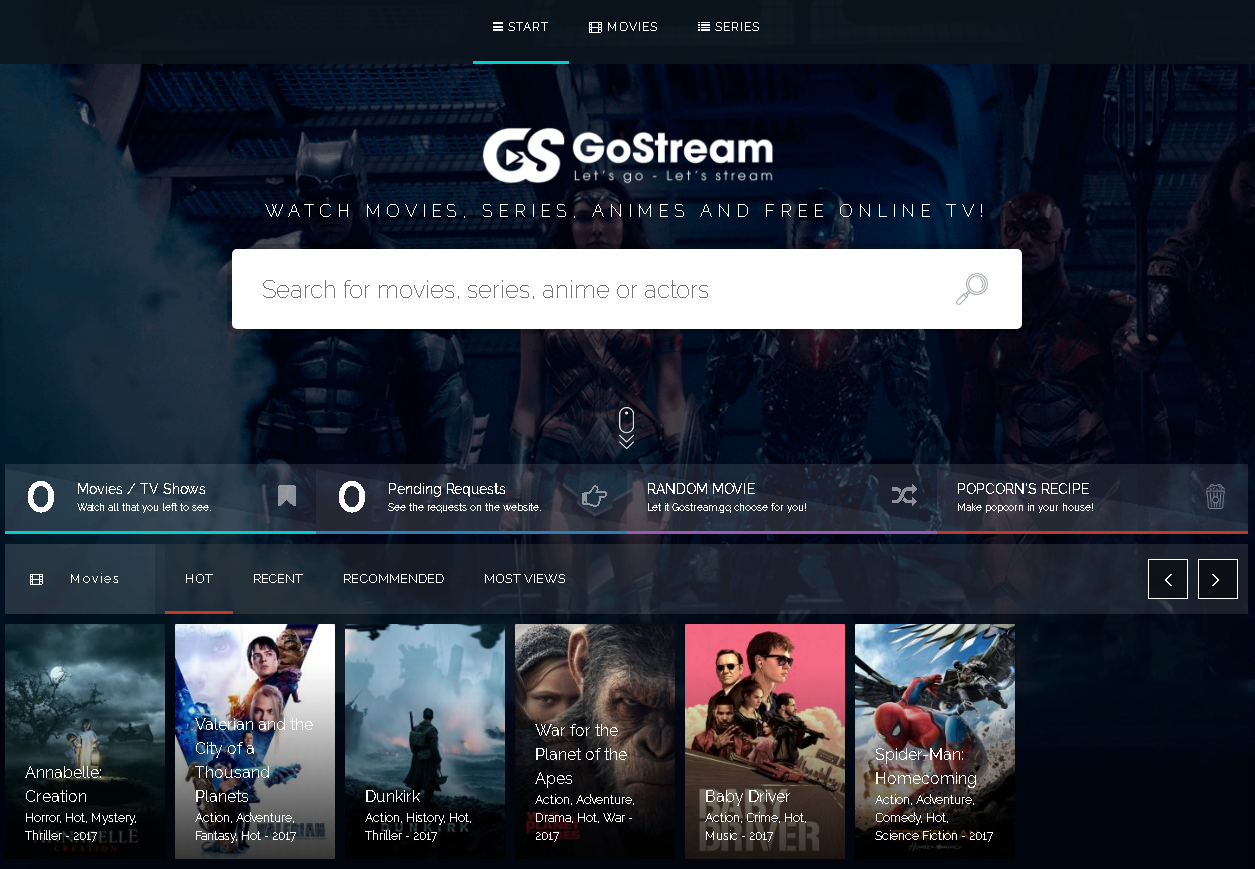 START
MOVIES
SERIES
GS GoStream
Let's go - Let's stream
WATCH MOVIES, SERIES, ANIMES AND FREE ONLINE TV!
Search for movies, series, anime or actors
0
Movies / TV Shows
Watch all that you left to see.
0
Pending Requests
See the requests on the website.
RANDOM MOVIE
Let it Gostream.gq choose for you!
POPCORN'S RECIPE
Make popcorn in your house!
Movies
HOT
RECENT
RECOMMENDED
MOST VIEWS
Annabelle:
Creation
Horror, Hot, Mystery,
Thriller - 2017
CREATION
Valerian and the
City of a
Thousand
Planets
Action, Adventure,
Fantasy, Hot - 2017
Dunkirk
Action, History, Hot,
Thriller - 2017
DUNKIRK
War for the
Planet of the
Apes
Action, Adventure,
Drama, Hot, War -
2017
Baby Driver
Action, Crime, Hot,
Music - 2017
BABY
DRIVER
Spider-Man:
Homecoming
Action, Adventure,
Comedy, Hot,
Science Fiction - 2017